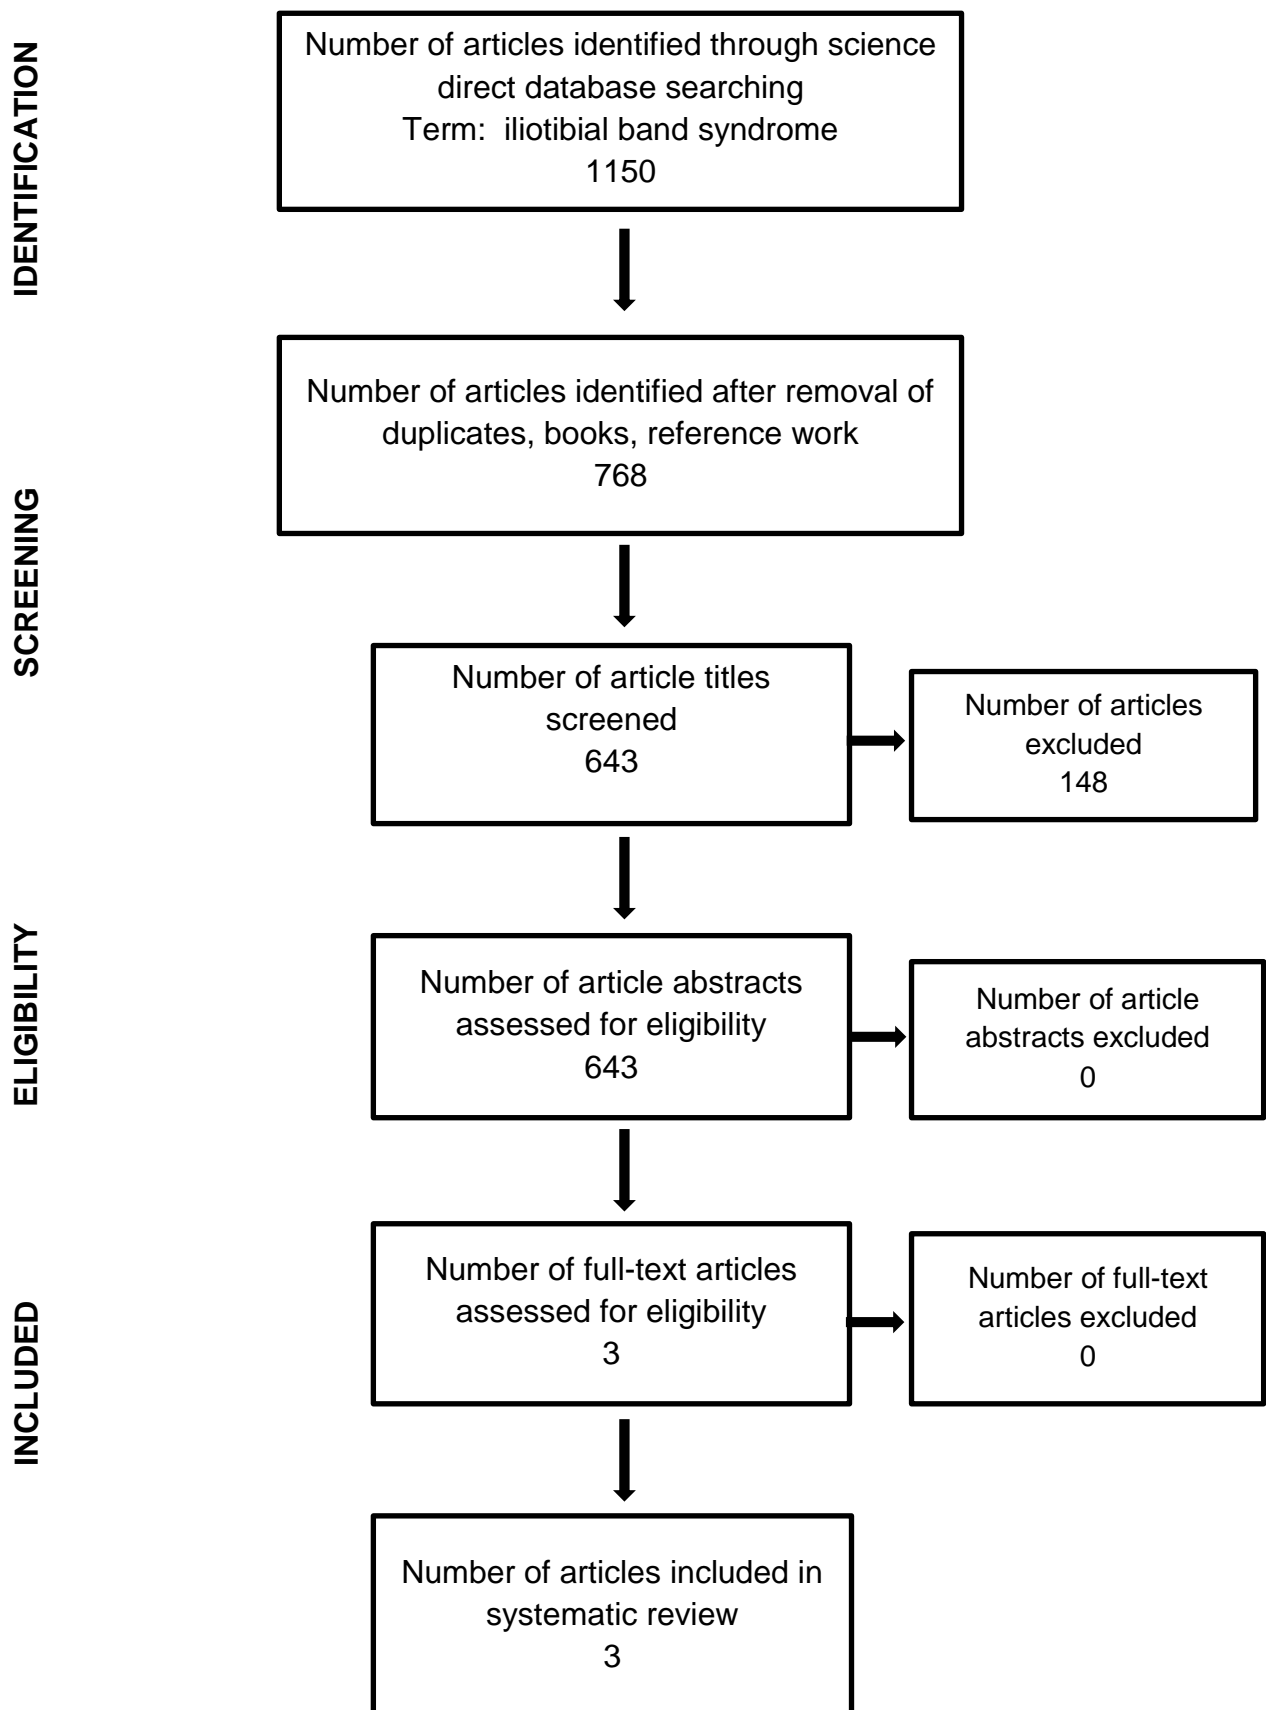 IDENTIFICATION
Number of articles identified through science
direct database searching
Term: iliotibial band syndrome
1150
SCREENING
Number of articles identified after removal of
duplicates, books, reference work
768
Number of article titles
screened
643
Number of articles
excluded
148
ELIGIBILITY
Number of article abstracts
assessed for eligibility
643
Number of article
abstracts excluded
0
INCLUDED
Number of full-text articles
assessed for eligibility
3
Number of full-text
articles excluded
0
Number of articles included in
systematic review
3